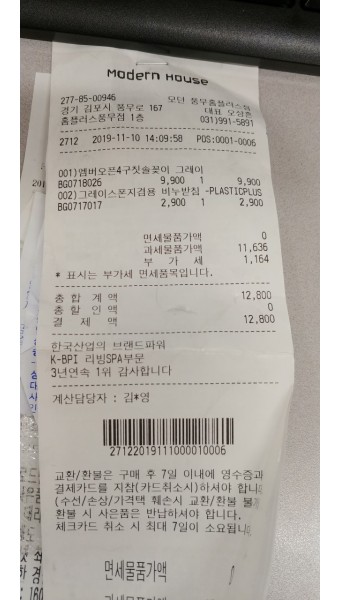 Modern House
277-85-00946 모던 풍무홈플러스점
경기 김포시 풍무로 167 대표 오상흔
홈플러스풍무점 1층 031)991-5891
2712 2019-11-10 14:09:58 POS:0001-0006
001)엠버오픈4구칫솔꽂이 그레이
BG0718026 9,900 1 9,900
002)그레이스폰지겸용 비누받침 -PLASTICPLUS
BG0717017 2,900 1 2,900
면세물품가액 0
과세물품가액 11,636
부 가 세 1,164
* 표시는 부가세 면세품목입니다.
총 합 계 액 12,800
총 할 인 액 0
결 제 액 12,800
한국산업의 브랜드파워
K-BPI 리빙SPA부문
3년연속 1위 감사합니다
계산담당자 : 김*영
27122019111000010006
교환/환불은 구매 후 7일 이내에 영수증과
결제카드를 지참(카드취소시)하셔야 합니다
(수선/손상/가격택 훼손시 교환/환불 불
환불 시 사은품은 반납하셔야 합니다.
체크카드 취소 시 최대 7일이 소요됩니
면세물품가액 0
과세물품가액